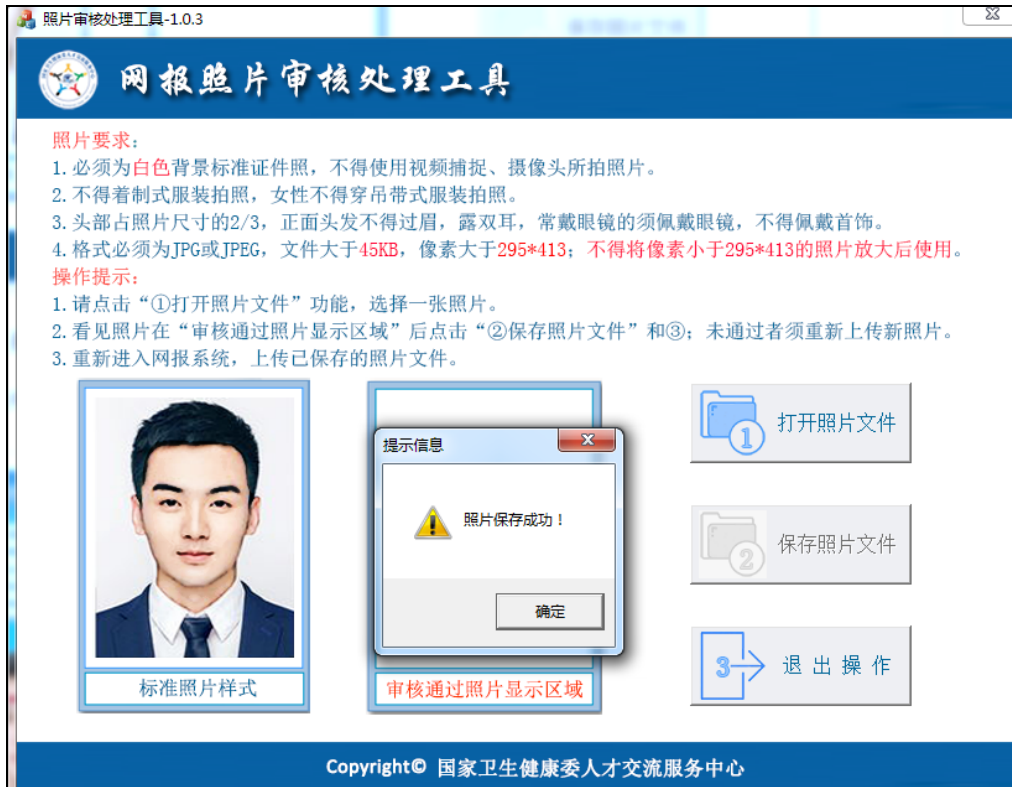 照片审核处理工具-1.0.3
网报照片审核处理工具
照片要求：
1.必须为白色背景标准证件照，不得使用视频捕捉、摄像头所拍照片。
2.不得着制式服装拍照，女性不得穿吊带式服装拍照。
3.头部占照片尺寸的2/3，正面头发不得过眉，露双耳，常戴眼镜的须佩戴眼镜，不得佩戴首饰。
4.格式必须为JPG或JPEG，文件大于45KB，像素大于295*413；不得将像素小于295*413的照片放大后使用。
操作提示：
1.请点击“①打开照片文件”功能，选择一张照片。
2.看见照片在“审核通过照片显示区域”后点击“②保存照片文件”和③；未通过者须重新上传新照片。
3.重新进入网报系统，上传已保存的照片文件。
提示信息
照片保存成功！
确定
标准照片样式
审核通过照片显示区域
1 打开照片文件
2 保存照片文件
3 退出操作
Copyright© 国家卫生健康委人才交流服务中心